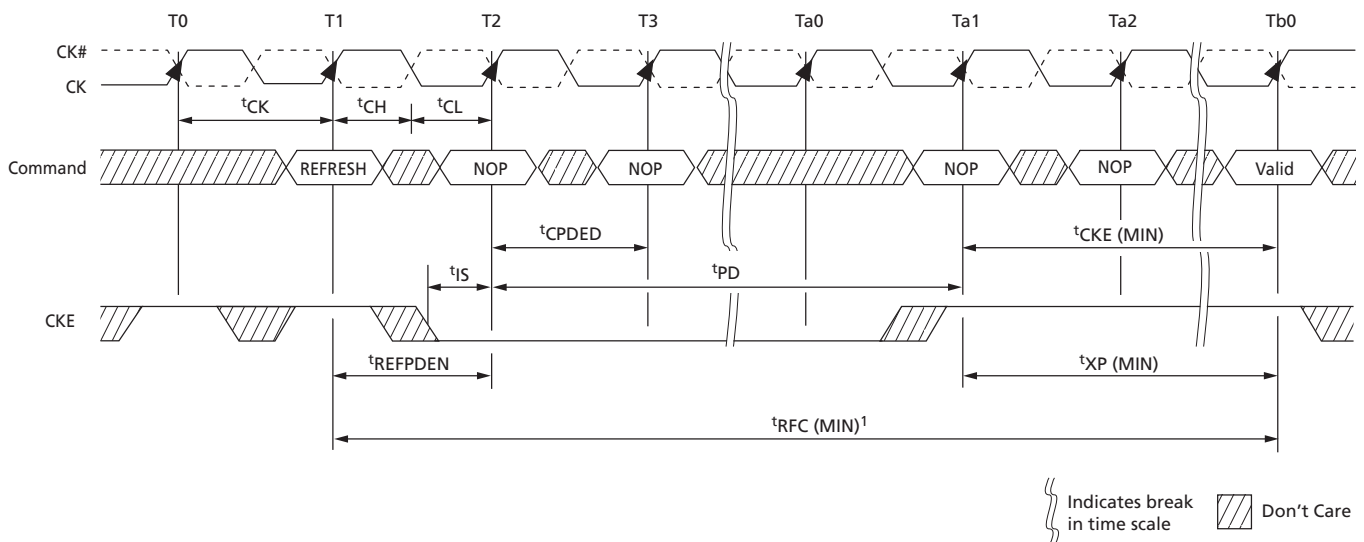 T0 T1 T2 T3 Ta0 Ta1 Ta2 Tb0
CK#
CK
tCK tCH tCL
Command REFRESH NOP NOP NOP NOP Valid
tCPDED tCKE (MIN)
tIS tPD
CKE
tREFPDEN tXP (MIN)
tRFC (MIN)1
Indicates break
in time scale
Don't Care